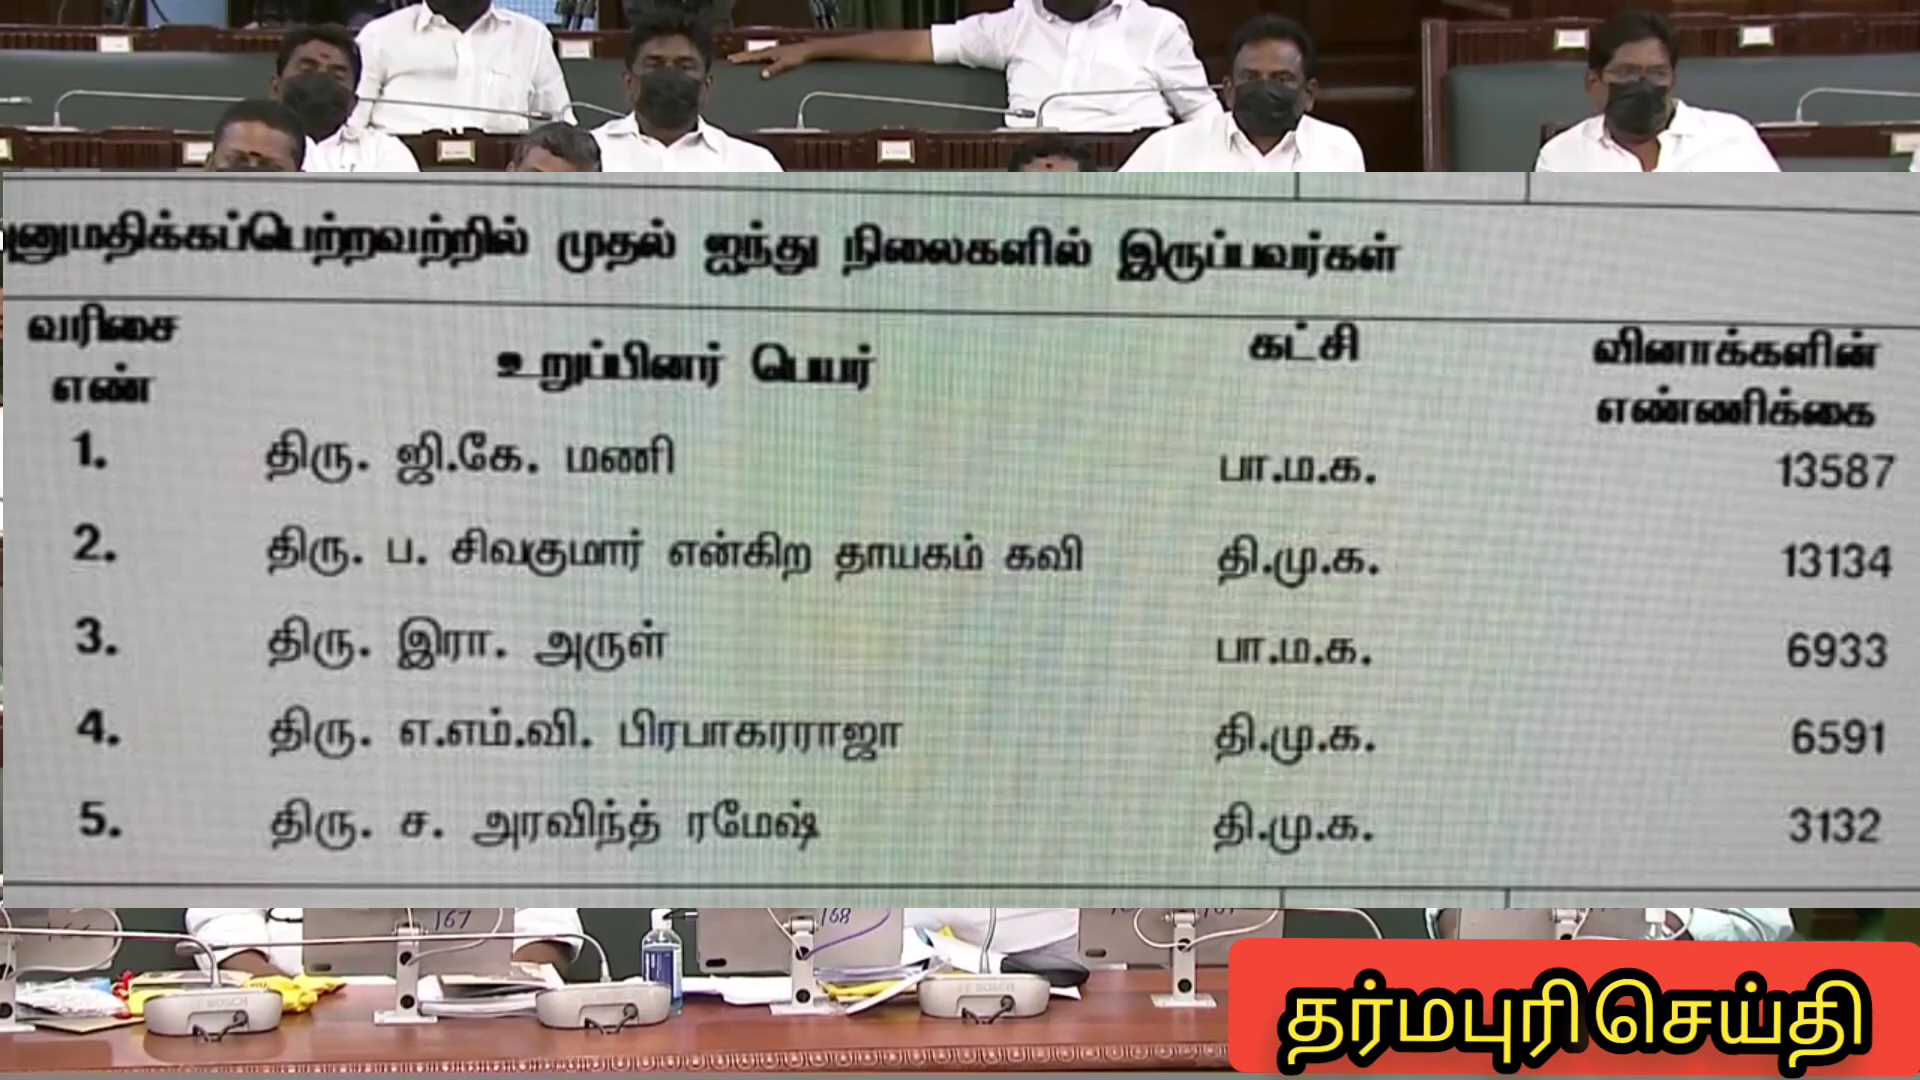 அனுமதிக்கப்பெற்றவற்றில் முதல் ஐந்து நிலைகளில் இருப்பவர்கள்
வரிசை எண் உறுப்பினர் பெயர் கட்சி வினாக்களின் எண்ணிக்கை
1. திரு. ஜி.கே. மணி பா.ம.க. 13587
2. திரு. ப. சிவகுமார் என்கிற தாயகம் கவி தி.மு.க. 13134
3. திரு. இரா. அருள் பா.ம.க. 6933
4. திரு. எ.எம்.வி. பிரபாகரராஜா தி.மு.க. 6591
5. திரு. ச. அரவிந்த் ரமேஷ் தி.மு.க. 3132
167 168
BOSCH BOSCH
தர்மபுரி செய்தி